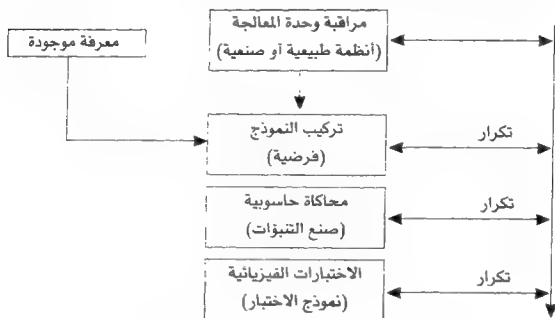 مراقبة وحدة المعالجة
(أنظمة طبيعية أو صنعية)
معرفة موجودة
تركيب النموذج
(فرضية)
تكرار
محاكاة حاسوبية
(صنع التنبؤات)
تكرار
الاختبارات الفيزيائية
(نموذج الاختبار)
تكرار